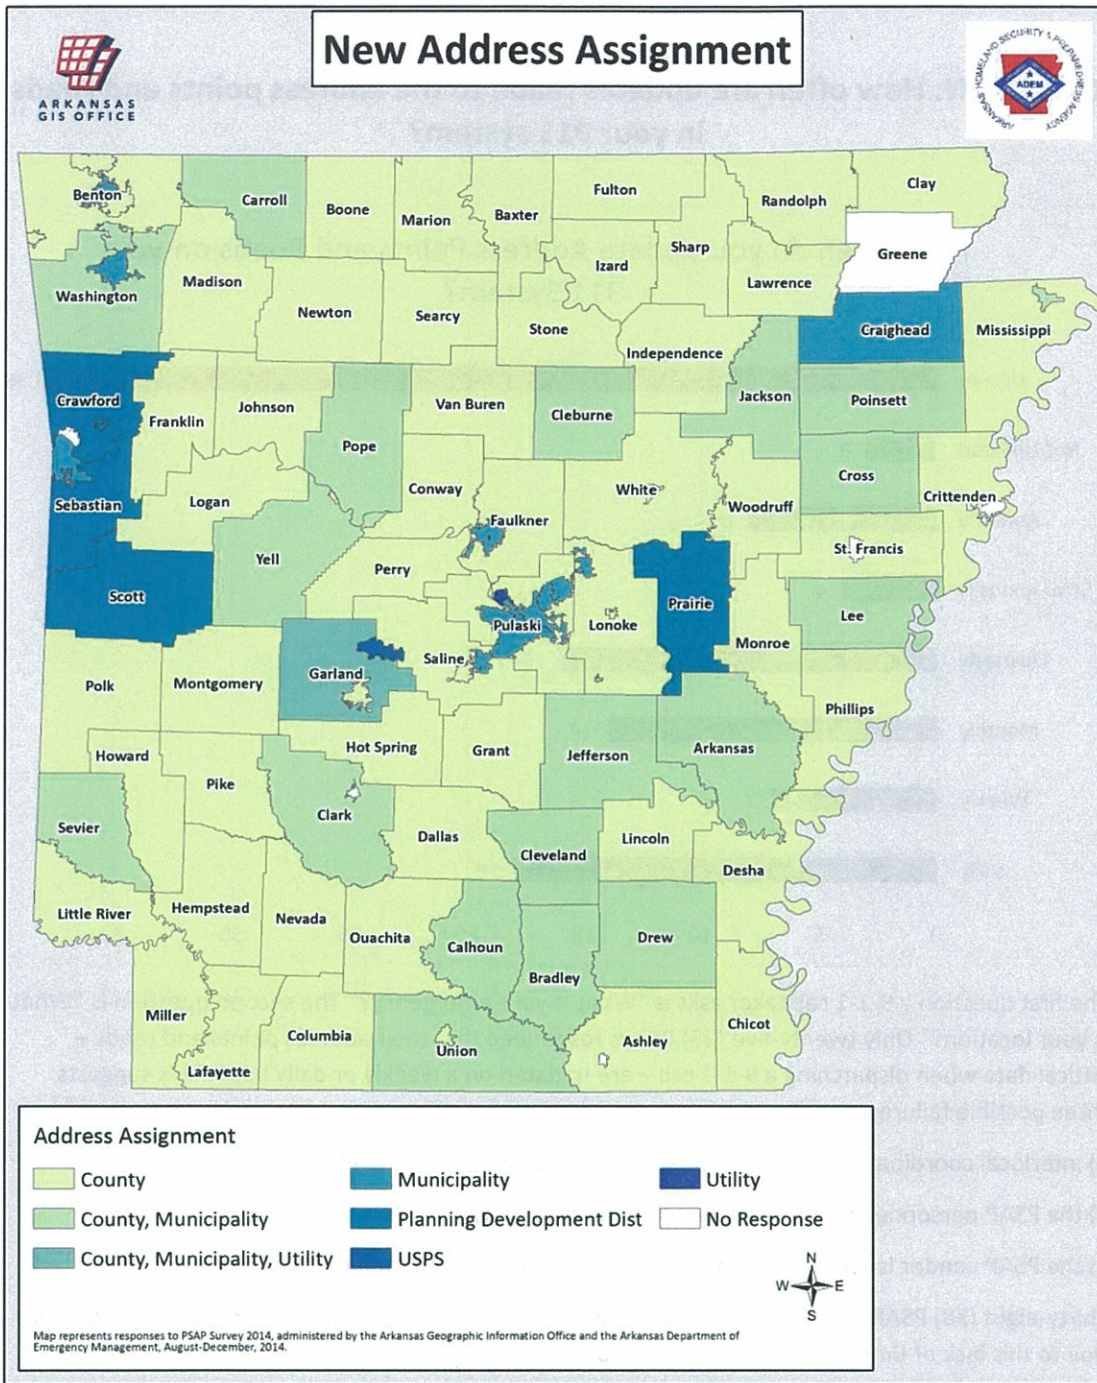 New Address Assignment
ARKANSAS
GIS OFFICE
ARKANSAS HOMELAND SECURITY & PREPAREDNESS AGENCY
ADEM
Benton
Carroll
Boone
Marion
Baxter
Fulton
Randolph
Clay
Greene
Sharp
Izard
Lawrence
Washington
Madison
Newton
Searcy
Stone
Independence
Craighead
Mississippi
Crawford
Franklin
Johnson
Van Buren
Cleburne
Jackson
Poinsett
Pope
Cross
Sebastian
Logan
Conway
White
Woodruff
Crittenden
Faulkner
St. Francis
Yell
Perry
Scott
Pulaski
Lonoke
Prairie
Lee
Monroe
Saline
Garland
Polk
Montgomery
Phillips
Hot Spring
Grant
Jefferson
Arkansas
Howard
Pike
Clark
Sevier
Dallas
Cleveland
Lincoln
Desha
Little River
Hempstead
Nevada
Ouachita
Calhoun
Drew
Bradley
Miller
Columbia
Union
Ashley
Chicot
Lafayette
Address Assignment
County
County, Municipality
County, Municipality, Utility
Municipality
Planning Development Dist
USPS
Utility
No Response
N
W E
S
Map represents responses to PSAP Survey 2014, administered by the Arkansas Geographic Information Office and the Arkansas Department of
Emergency Management, August-December, 2014.